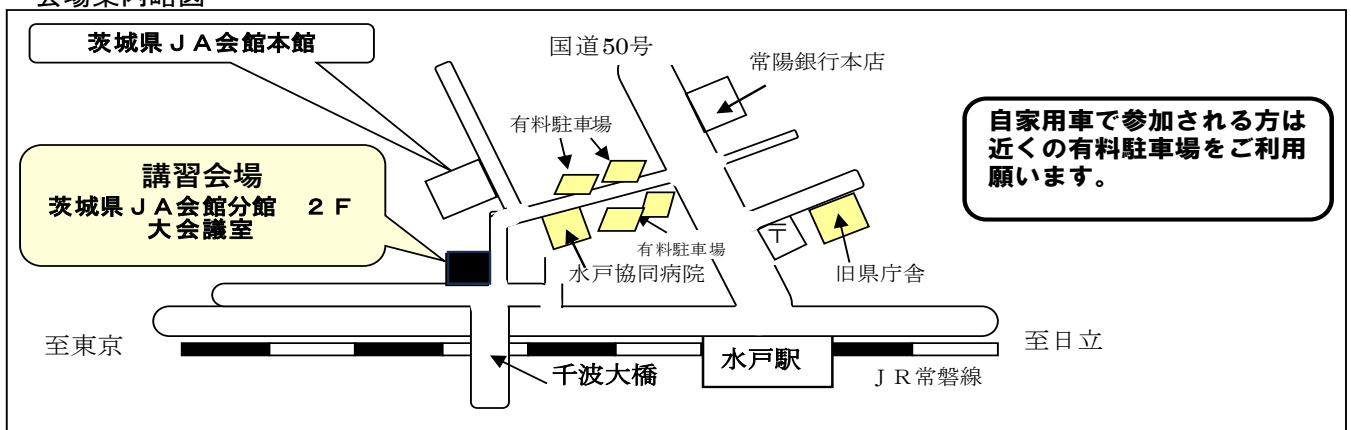 会場案内略図
茨城県ＪＡ会館本館
国道50号
常陽銀行本店
有料駐車場
自家用車で参加される方は
近くの有料駐車場をご利用
願います。
講習会場
茨城県ＪＡ会館分館　２Ｆ
大会議室
〒
有料駐車場
水戸協同病院
旧県庁舎
至東京
至日立
水戸駅
千波大橋
ＪＲ常磐線